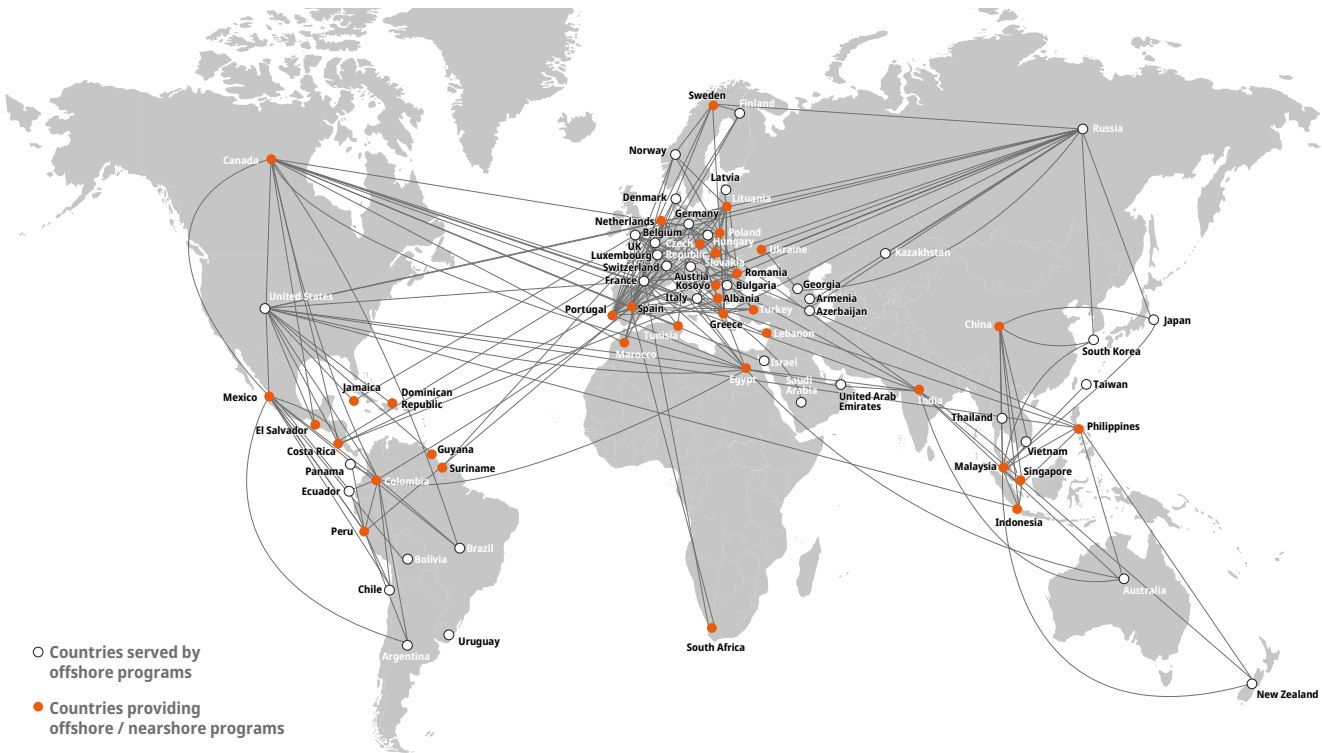 Sweden
Finland
Russia
Canada
Norway
Latvia
Denmark
Lituania
Netherlands
Germany
Belgium
Poland
UK
Czech
Republic
Hungary
Ukraine
Luxembourg
Slovakia
Kazakhstan
Switzerland
Austria
Romania
France
Kosovo
Bulgaria
Georgia
United States
Italy
Albania
Armenia
Portugal
Spain
Turkey
Azerbaijan
Greece
China
Japan
Tunisia
Lebanon
Marocco
South Korea
Israel
Egypt
Saudi
Arabia
United Arab
Emirates
India
Taiwan
Mexico
Jamaica
Dominican
Republic
El Salvador
Costa Rica
Thailand
Philippines
Guyana
Vietnam
Panama
Suriname
Malaysia
Singapore
Ecuador
Colombia
Indonesia
Peru
Brazil
Bolivia
Chile
Australia
Uruguay
Argentina
South Africa
New Zealand
Countries served by
offshore programs
Countries providing
offshore / nearshore programs